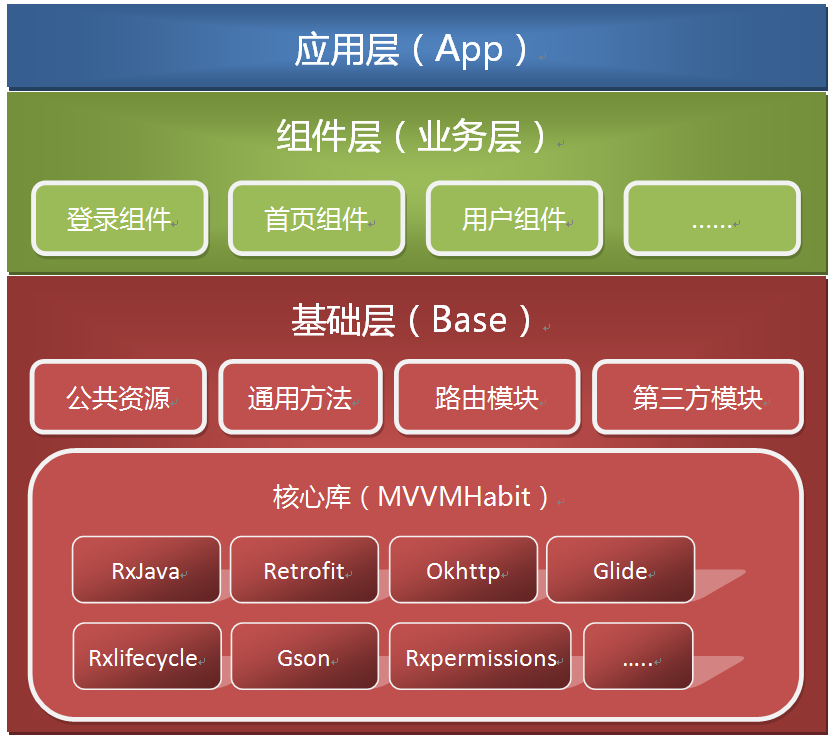 应用层（App）
组件层（业务层）
登录组件 首页组件 用户组件 ......
基础层（Base）
公共资源 通用方法 路由模块 第三方模块
核心库（MVVMHabit）
RxJava Retrofit Okhttp Glide
Rxlifecycle Gson Rxpermissions .....